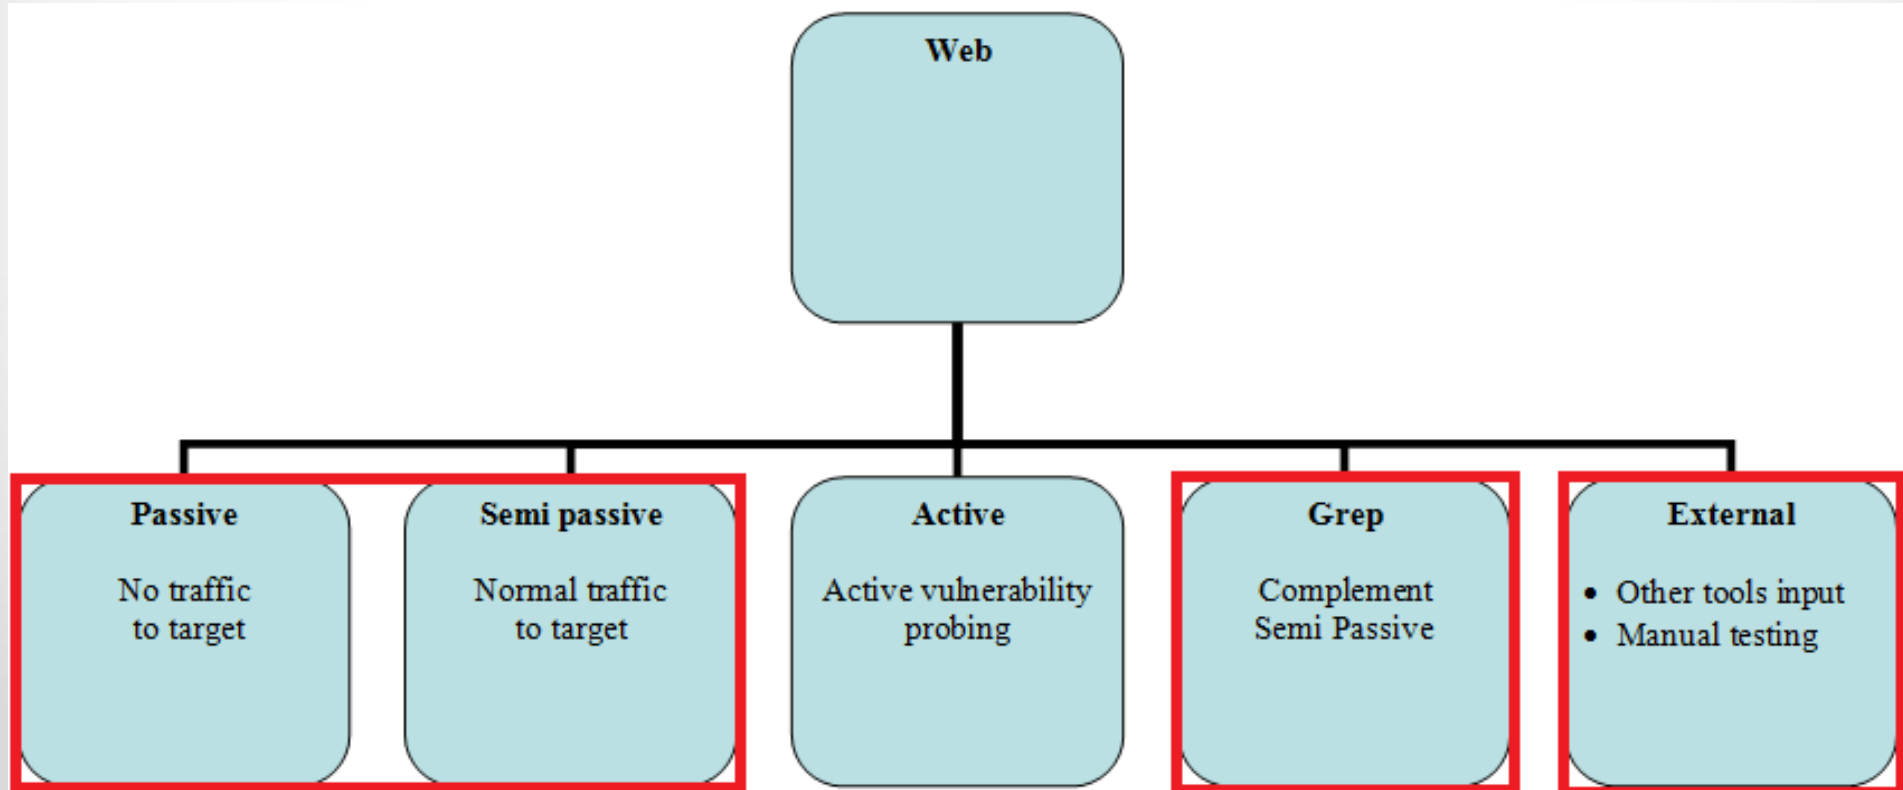 Web
Passive
No traffic
to target
Semi passive
Normal traffic
to target
Active
Active vulnerability
probing
Grep
Complement
Semi Passive
External
• Other tools input
• Manual testing